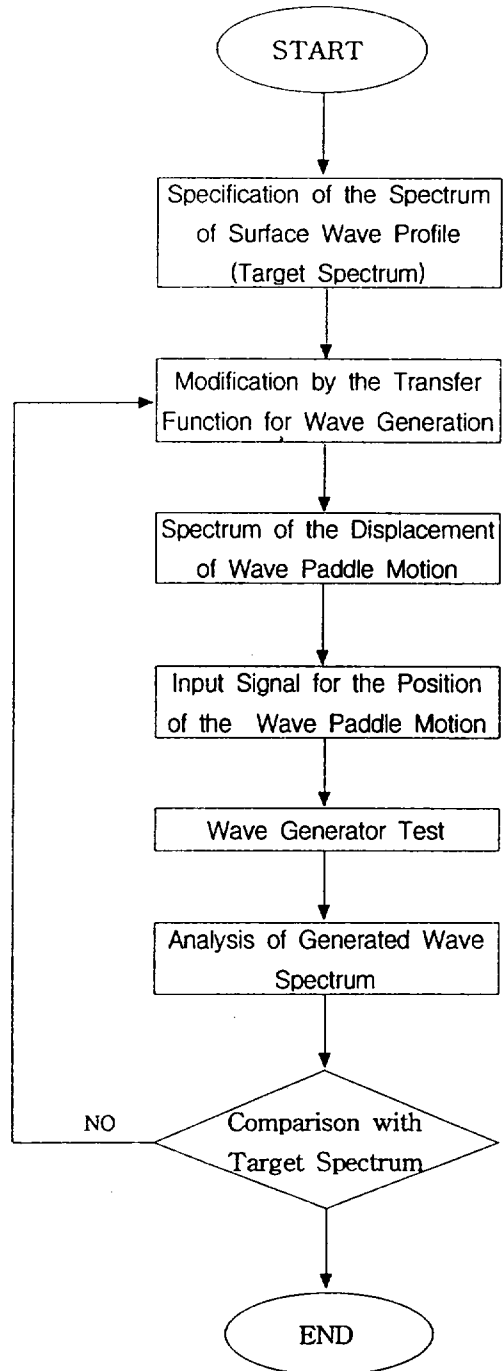 START
Specification of the Spectrum
of Surface Wave Profile
(Target Spectrum)
Modification by the Transfer
Function for Wave Generation
Spectrum of the Displacement
of Wave Paddle Motion
Input Signal for the Position
of the Wave Paddle Motion
Wave Generator Test
Analysis of Generated Wave
Spectrum
NO
Comparison with
Target Spectrum
END